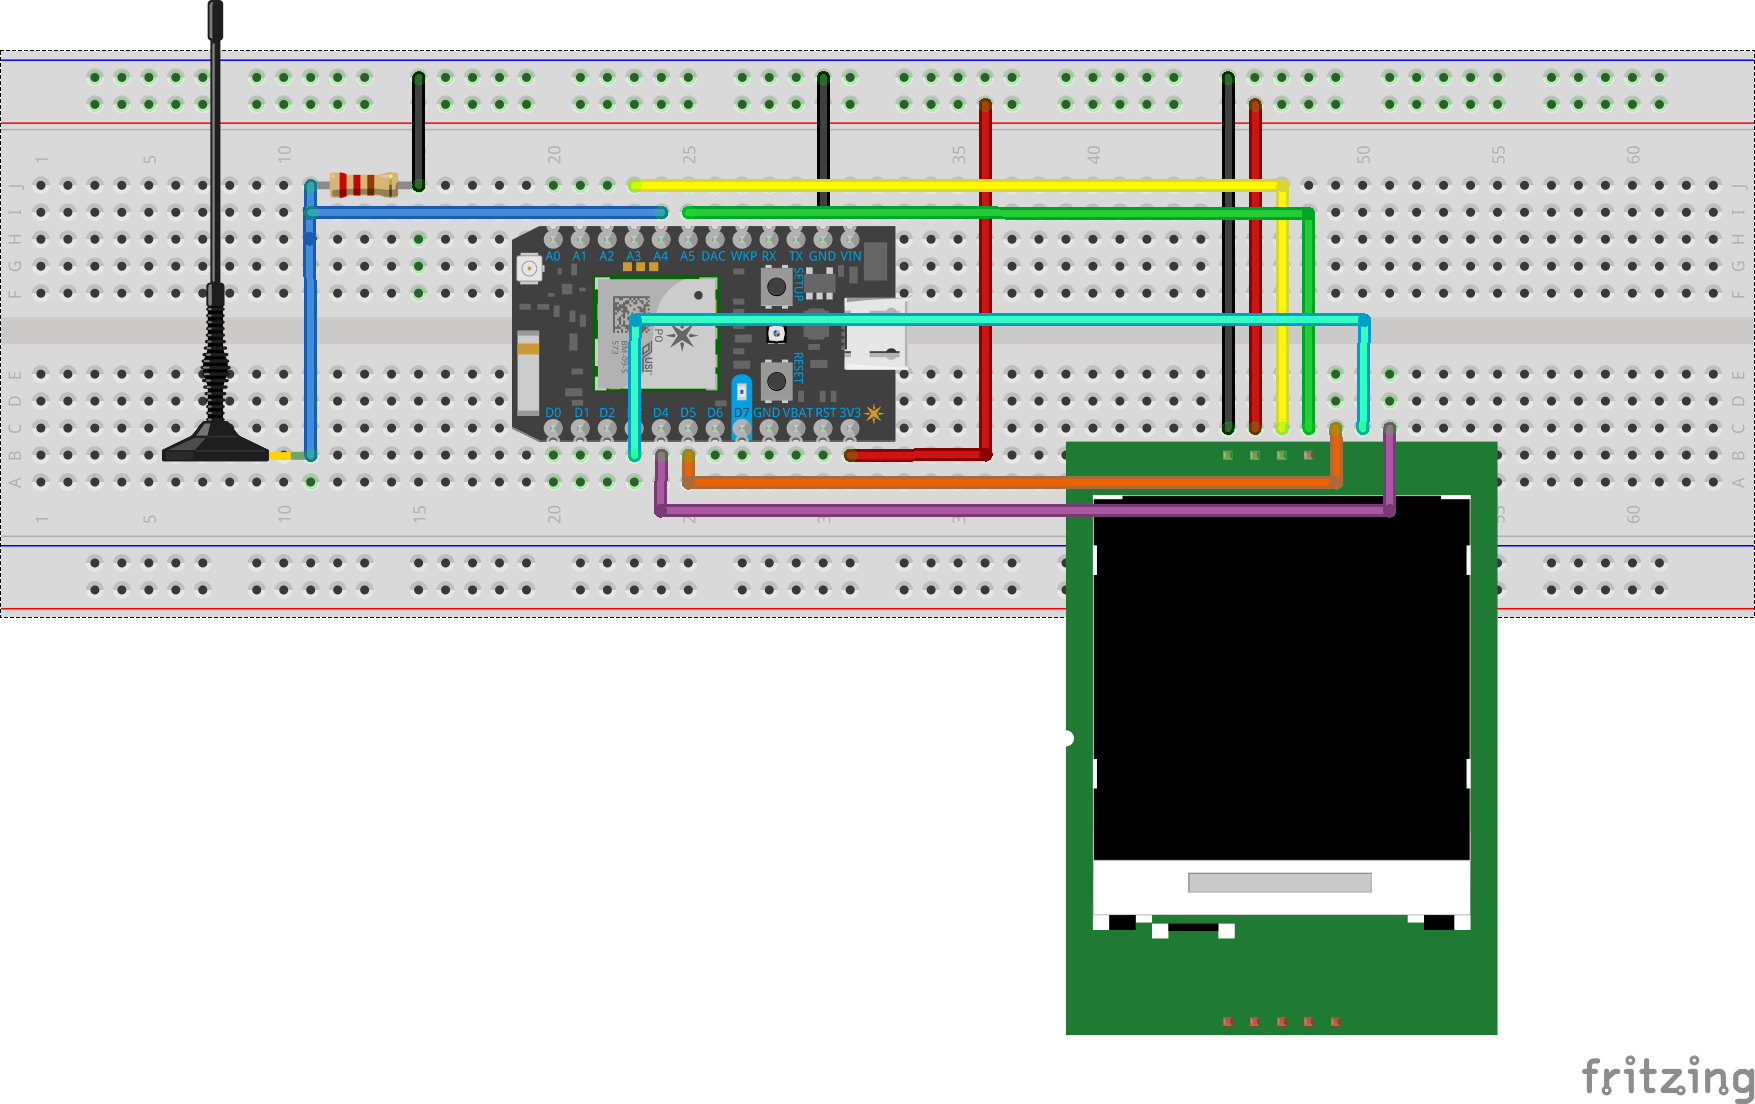 1 5 10 15 20 25 35 40 50 55 60
J J
I I
H H
G G
F F
A0 A1 A2 A3 A4 A5 DAC WKP RX TX GND VIN
SETUP
PO
RESET
E E
D D
C C
B B
A A
D0 D1 D2 D4 D5 D6 D7 GND VBAT RST 3V3
1 5 10 15 20 60
fritzing